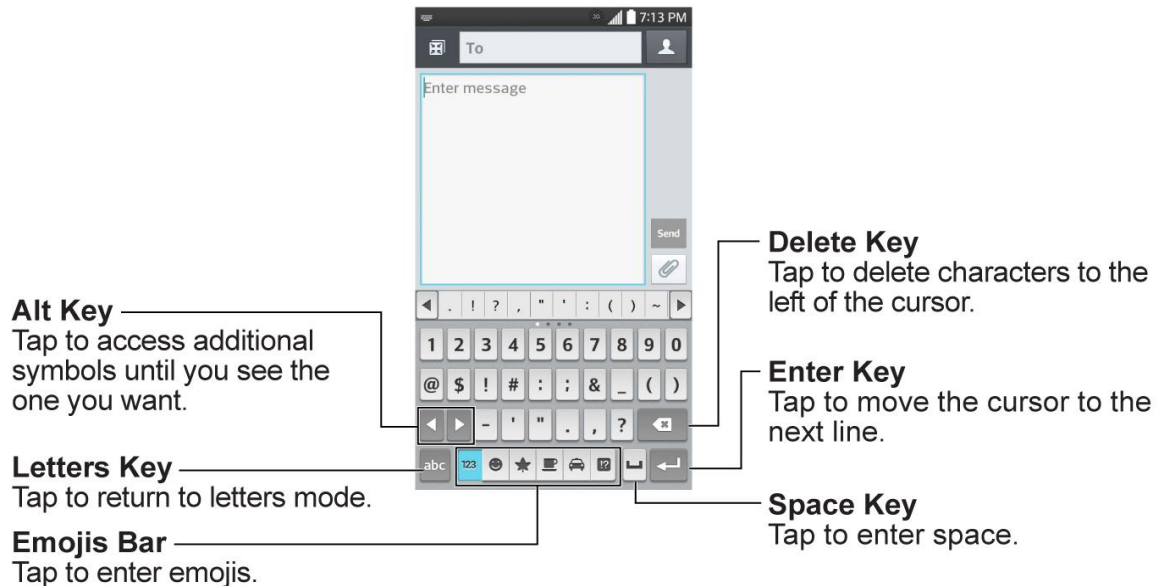 7:13 PM
To
Enter message
Send
. ! ? , " ' : ( ) ~
1 2 3 4 5 6 7 8 9 0
@ $ ! # : ; & _ ( )
- ' " . , ?
abc 123 !?
Alt Key
Tap to access additional
symbols until you see the
one you want.
Letters Key
Tap to return to letters mode.
Emojis Bar
Tap to enter emojis.
Delete Key
Tap to delete characters to the
left of the cursor.
Enter Key
Tap to move the cursor to the
next line.
Space Key
Tap to enter space.